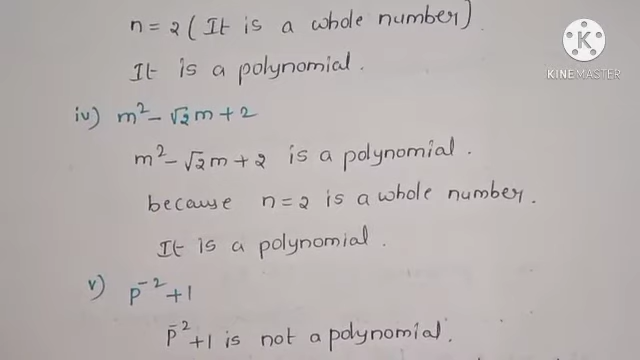 n = 2 ( It is a whole number )
It is a polynomial.
K
KINEMASTER
iv) m² - √2m + 2
m² - √2m + 2 is a polynomial.
because n = 2 is a whole number.
It is a polynomial.
v) p⁻² + 1
p⁻² + 1 is not a polynomial.